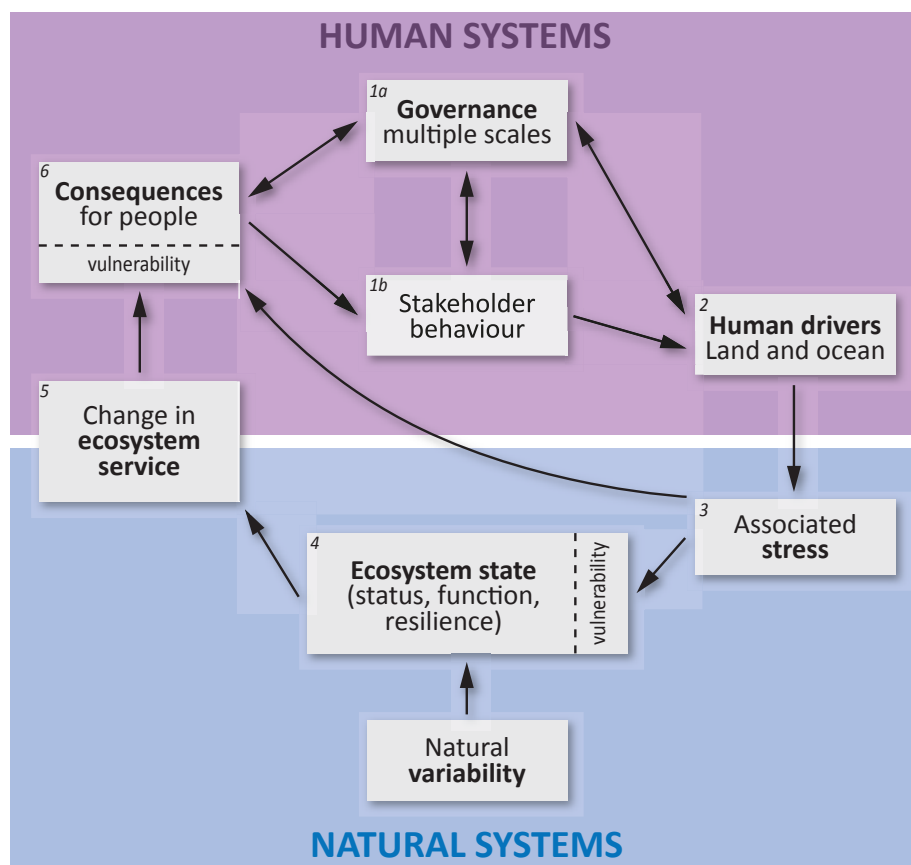 HUMAN SYSTEMS
1a
Governance
multiple scales
6
Consequences
for people
vulnerability
1b
Stakeholder
behaviour
2
Human drivers
Land and ocean
5
Change in
ecosystem
service
3
Associated
stress
4
Ecosystem state
(status, function,
resilience)
vulnerability
Natural
variability
NATURAL SYSTEMS